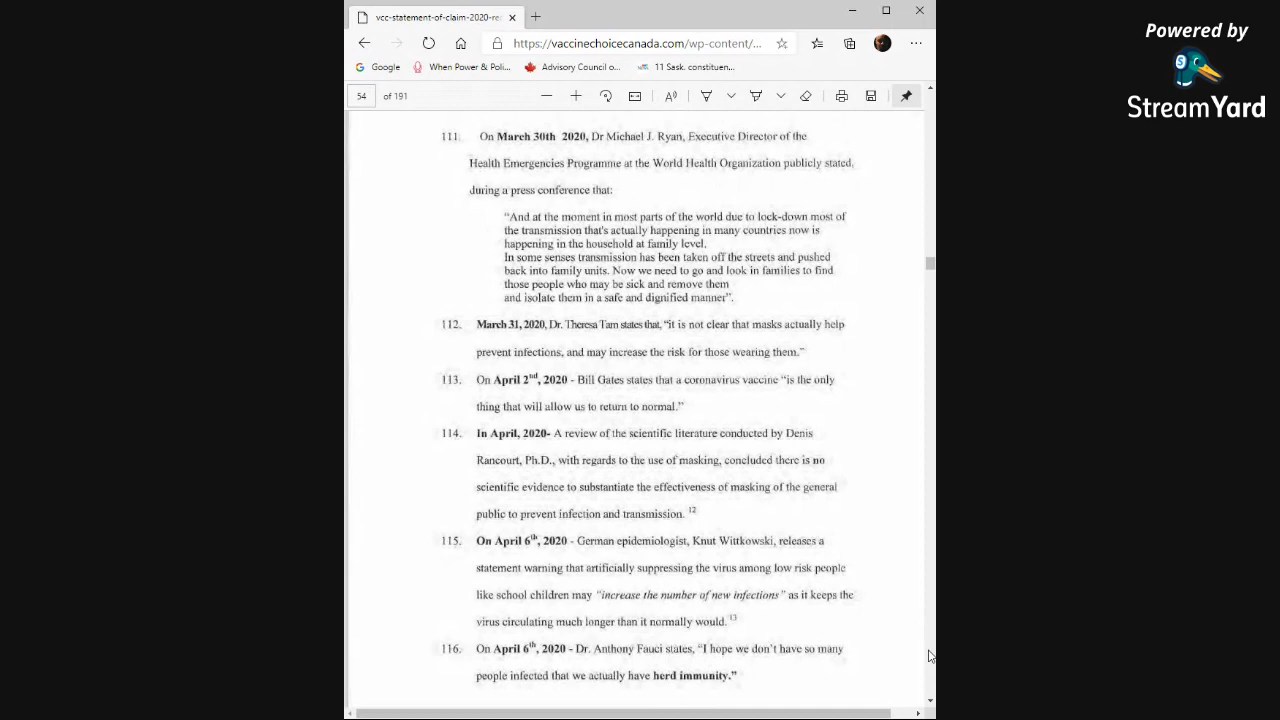 vcc-statement-of-claim-2020-re
Powered by
StreamYard
https://vaccinechoicecanada.com/wp-content/...
Google
When Power & Poli...
Advisory Council o...
11 Sask. constituen...
54 of 191
111. On March 30th 2020, Dr Michael J. Ryan, Executive Director of the
Health Emergencies Programme at the World Health Organization publicly stated,
during a press conference that:
"And at the moment in most parts of the world due to lock-down most of
the transmission that's actually happening in many countries now is
happening in the household at family level.
In some senses transmission has been taken off the streets and pushed
back into family units. Now we need to go and look in families to find
those people who may be sick and remove them
and isolate them in a safe and dignified manner".
112. March 31, 2020, Dr. Theresa Tam states that, "it is not clear that masks actually help
prevent infections, and may increase the risk for those wearing them."
113. On April 2nd, 2020 - Bill Gates states that a coronavirus vaccine "is the only
thing that will allow us to return to normal."
114. In April, 2020- A review of the scientific literature conducted by Denis
Rancourt, Ph.D., with regards to the use of masking, concluded there is no
scientific evidence to substantiate the effectiveness of masking of the general
public to prevent infection and transmission. 12
115. On April 6th, 2020 - German epidemiologist, Knut Wittkowski, releases a
statement warning that artificially suppressing the virus among low risk people
like school children may "increase the number of new infections" as it keeps the
virus circulating much longer than it normally would. 13
116. On April 6th, 2020 - Dr. Anthony Fauci states, "I hope we don't have so many
people infected that we actually have herd immunity."